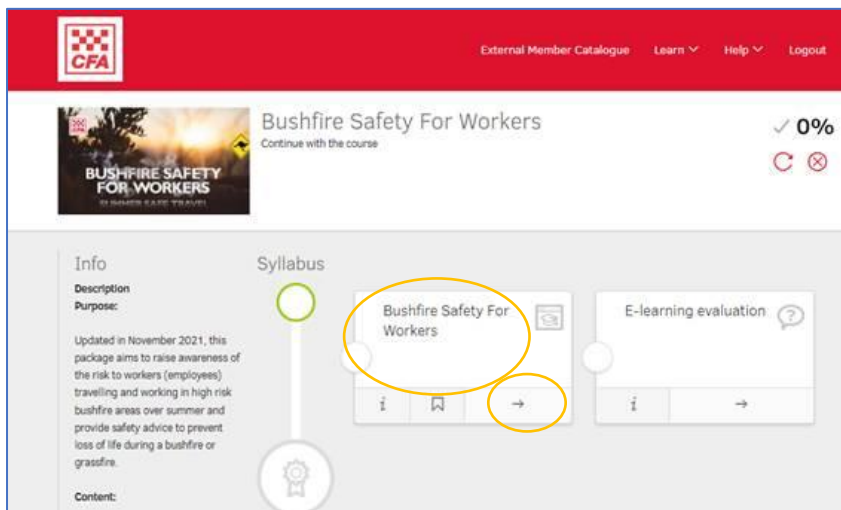 CFA
External Member Catalogue Learn Help Logout
BUSHFIRE SAFETY
FOR WORKERS
SUMMER SAFE TRAVEL
Bushfire Safety For Workers
Continue with the course
0%
Info
Description
Purpose:
Updated in November 2021, this
package aims to raise awareness of
the risk to workers (employees)
travelling and working in high risk
bushfire areas over summer and
provide safety advice to prevent
loss of life during a bushfire or
grassfire.
Content:
Syllabus
Bushfire Safety For
Workers
i
E-learning evaluation
?
i